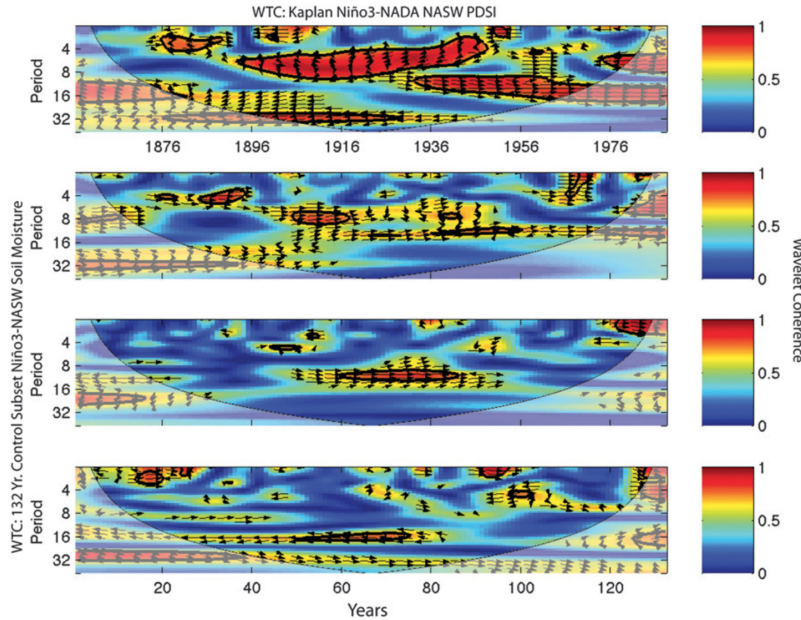 WTC: Kaplan Niño3-NADA NASW PDSI
Period
4
8
16
32
1876 1896 1916 1936 1956 1976
1
0.5
0
Period
4
8
16
32
1
0.5
0
Period
4
8
16
32
1
0.5
0
Period
4
8
16
32
20 40 60 80 100 120
Years
1
0.5
0
WTC: 132 Yr. Control Subset Niño3-NASW Soil Moisture
Wavelet Coherence